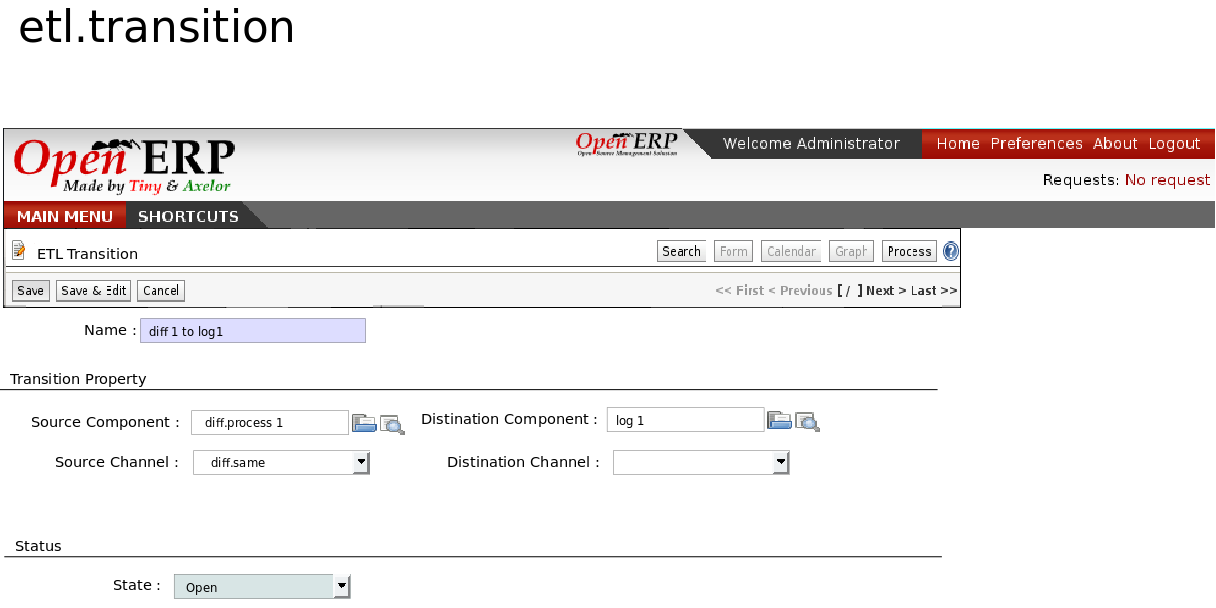 etl.transition
Open ERP
Made by Tiny & Axelor
Open ERP
Open Source Management Solution
Welcome Administrator
Home Preferences About Logout
Requests: No request
MAIN MENU SHORTCUTS
ETL Transition
Search Form Calendar Graph Process ?
Save Save & Edit Cancel
<< First < Previous [ / ] Next > Last >>
Name : diff 1 to log1
Transition Property
Source Component : diff.process 1
Distination Component : log 1
Source Channel : diff.same
Distination Channel :
Status
State : Open